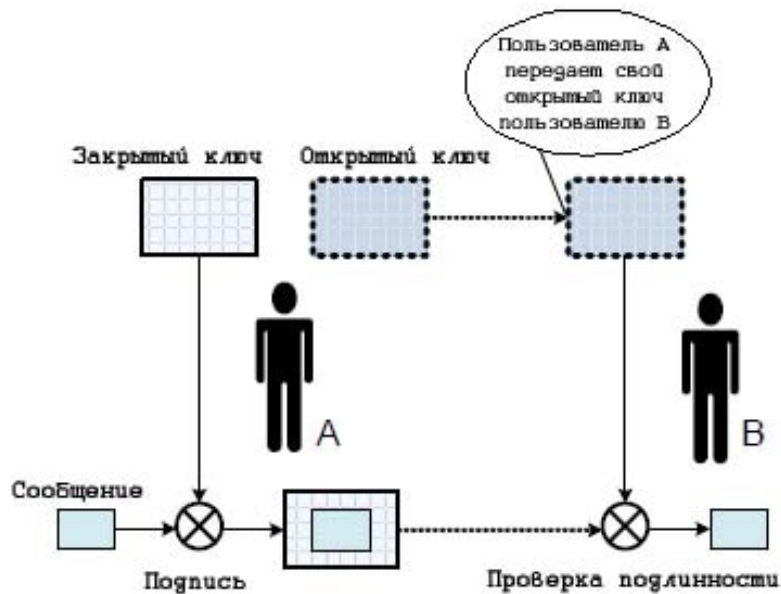 Пользователь А
передает свой
открытый ключ
пользователю В
Закрытый ключ
Открытый ключ
A
B
Сообщение
Подпись
Проверка подлинности